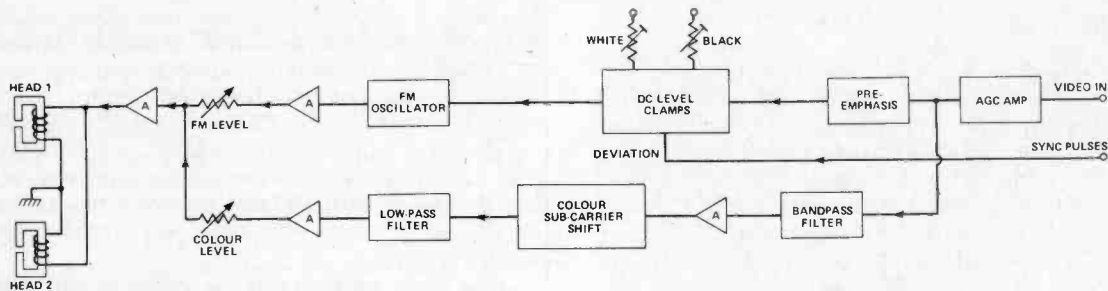 WHITE
BLACK
HEAD 1
A
FM LEVEL
A
FM
OSCILLATOR
DC LEVEL
CLAMPS
PRE-
EMPHASIS
AGC AMP
VIDEO IN
DEVIATION
SYNC PULSES
COLOUR
LEVEL
A
LOW-PASS
FILTER
COLOUR
SUB-CARRIER
SHIFT
A
BANDPASS
FILTER
HEAD 2